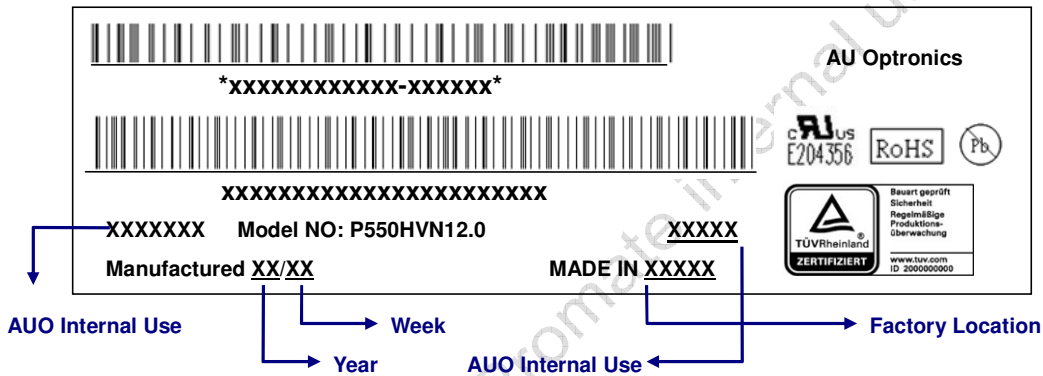 AU Optronics
*xxxxxxxxxxxx-xxxxxx*
c RU US
E204356
RoHS
Pb
xxxxxxxxxxxxxxxxxxxxxxx
XXXXXXX Model NO: P550HVN12.0 XXXXX
Manufactured XX/XX MADE IN XXXXX
TÜVRheinland
ZERTIFIZIERT
Bauart geprüft
Sicherheit
Regelmäßige
Produktions-
überwachung
www.tuv.com
ID 2000000000
AUO Internal Use
Week
Factory Location
Year
AUO Internal Use